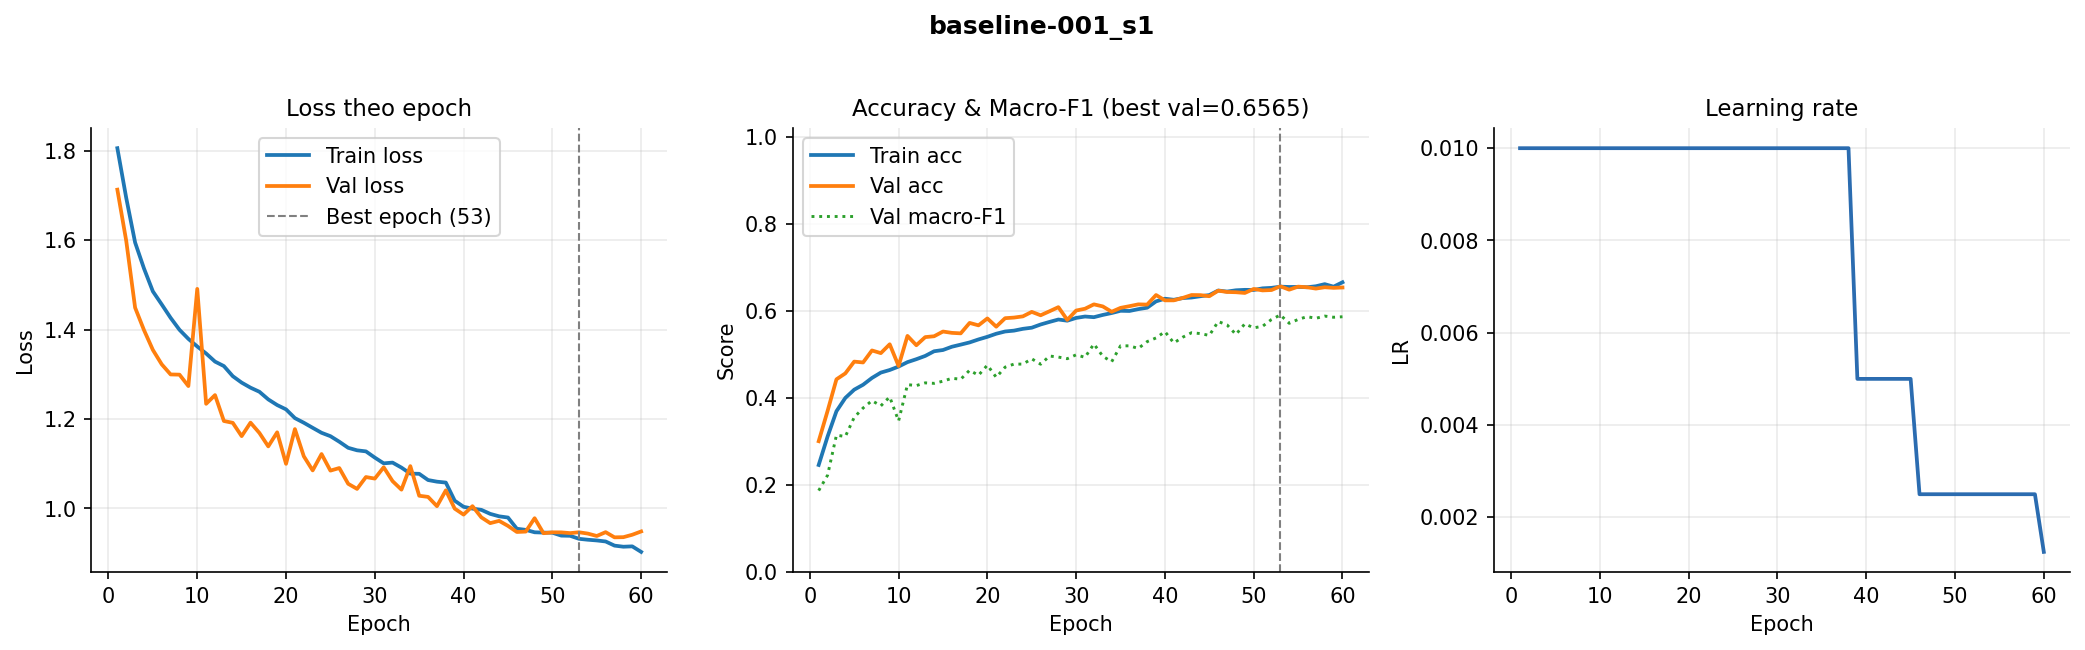 baseline-001_s1
Loss theo epoch
1.8
1.6
1.4
1.2
1.0
Loss
Train loss
Val loss
Best epoch (53)
0
10
20
30
40
50
60
Epoch
Accuracy & Macro-F1 (best val=0.6565)
1.0
0.8
0.6
0.4
0.2
0.0
Score
Train acc
Val acc
Val macro-F1
0
10
20
30
40
50
60
Epoch
Learning rate
0.010
0.008
0.006
0.004
0.002
LR
0
10
20
30
40
50
60
Epoch